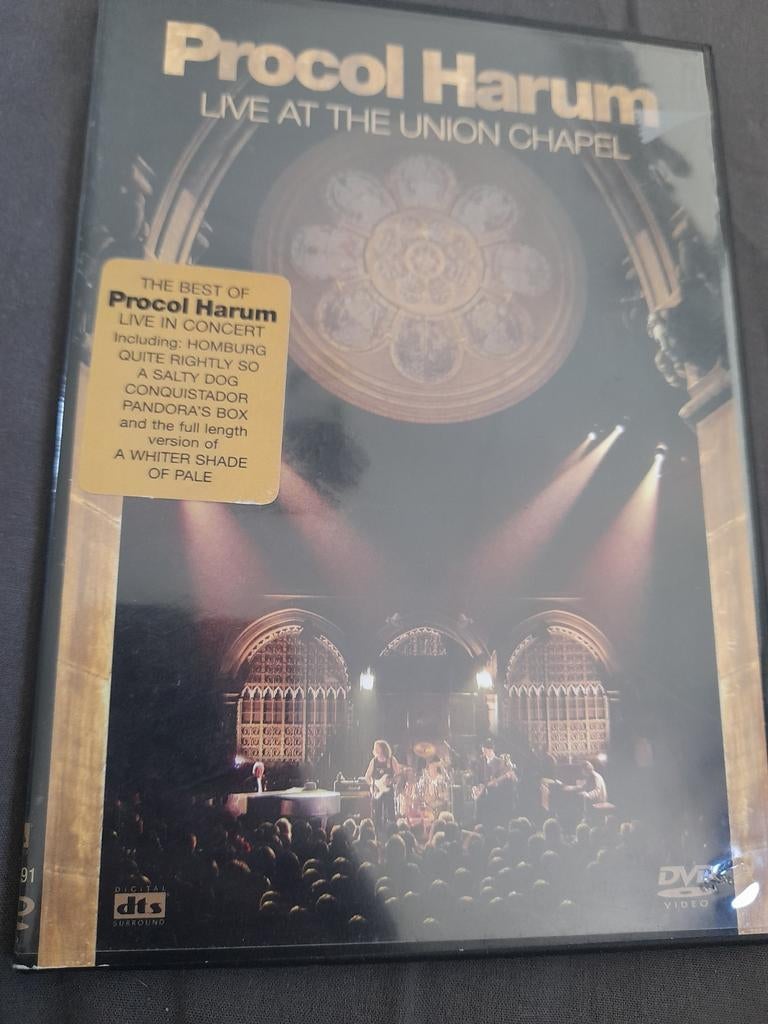 Procol Harum
LIVE AT THE UNION CHAPEL
THE BEST OF
Procol Harum
LIVE IN CONCERT
Including: HOMBURG
QUITE RIGHTLY SO
A SALTY DOG
CONQUISTADOR
PANDORA'S BOX
and the full length
version of
A WHITER SHADE
OF PALE
91
DIGITAL
dts
SURROUND
DVD
VIDEO